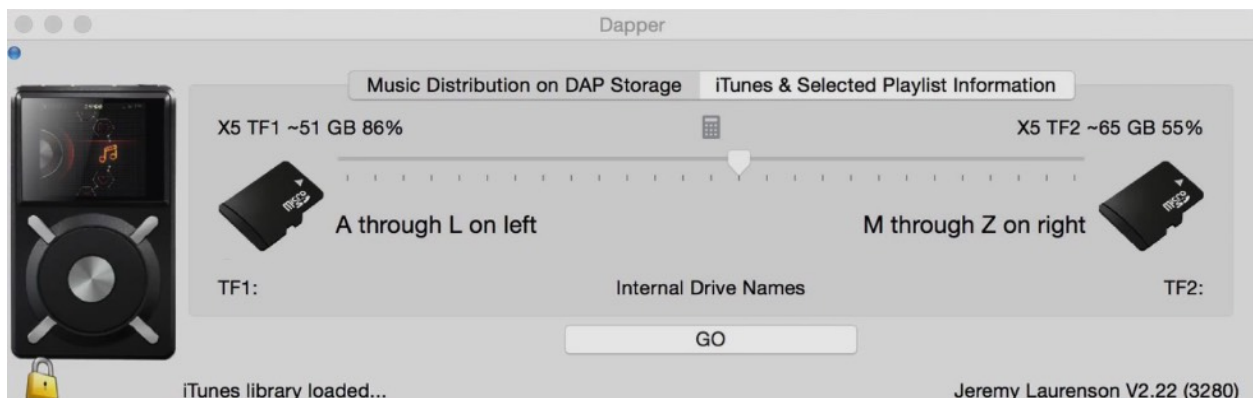 Dapper
Music Distribution on DAP Storage iTunes & Selected Playlist Information
X5 TF1 ~51 GB 86% X5 TF2 ~65 GB 55%
A through L on left M through Z on right
TF1: Internal Drive Names TF2:
GO
iTunes library loaded... Jeremy Laurenson V2.22 (3280)